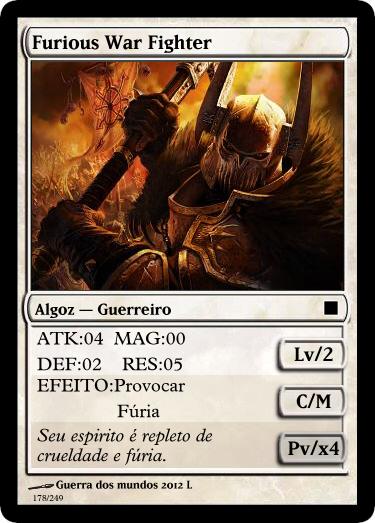 Furious War Fighter
Algoz — Guerreiro
ATK:04 MAG:00
DEF:02 RES:05
Lv/2
EFEITO:Provocar
Fúria
C/M
Seu espirito é repleto de
crueldade e fúria.
Pv/x4
Guerra dos mundos 2012 L
178/249